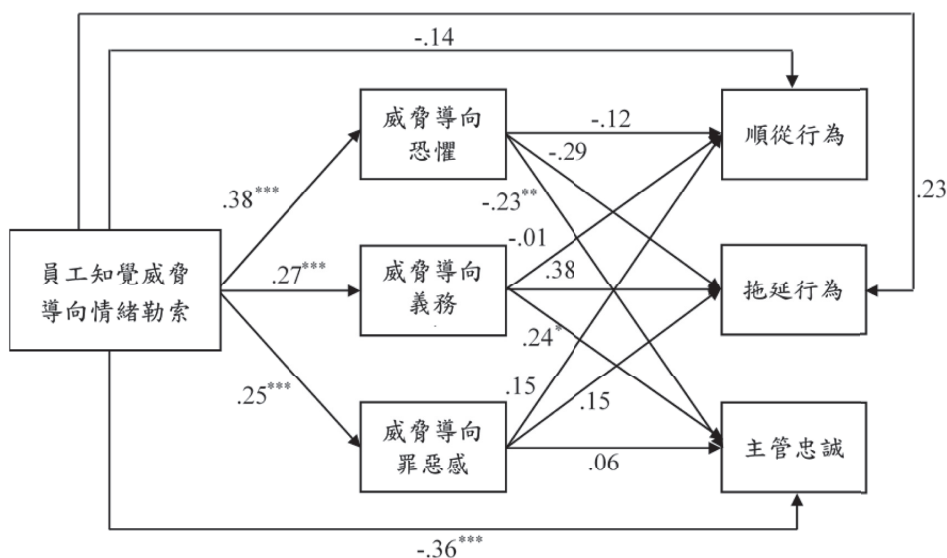 -.14
威脅導向
恐懼
順從行為
-.12
-.29
.38***
-.23**
.23
員工知覺威脅
導向情緒勒索
.27***
威脅導向
義務
-.01
.38
拖延行為
.24*
.25***
.15
.15
威脅導向
罪惡感
主管忠誠
.06
-.36***